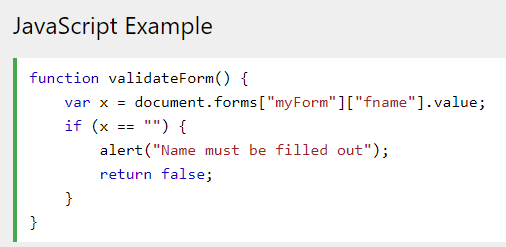 JavaScript Example
function validateForm() {
    var x = document.forms["myForm"]["fname"].value;
    if (x == "") {
        alert("Name must be filled out");
        return false;
    }
}